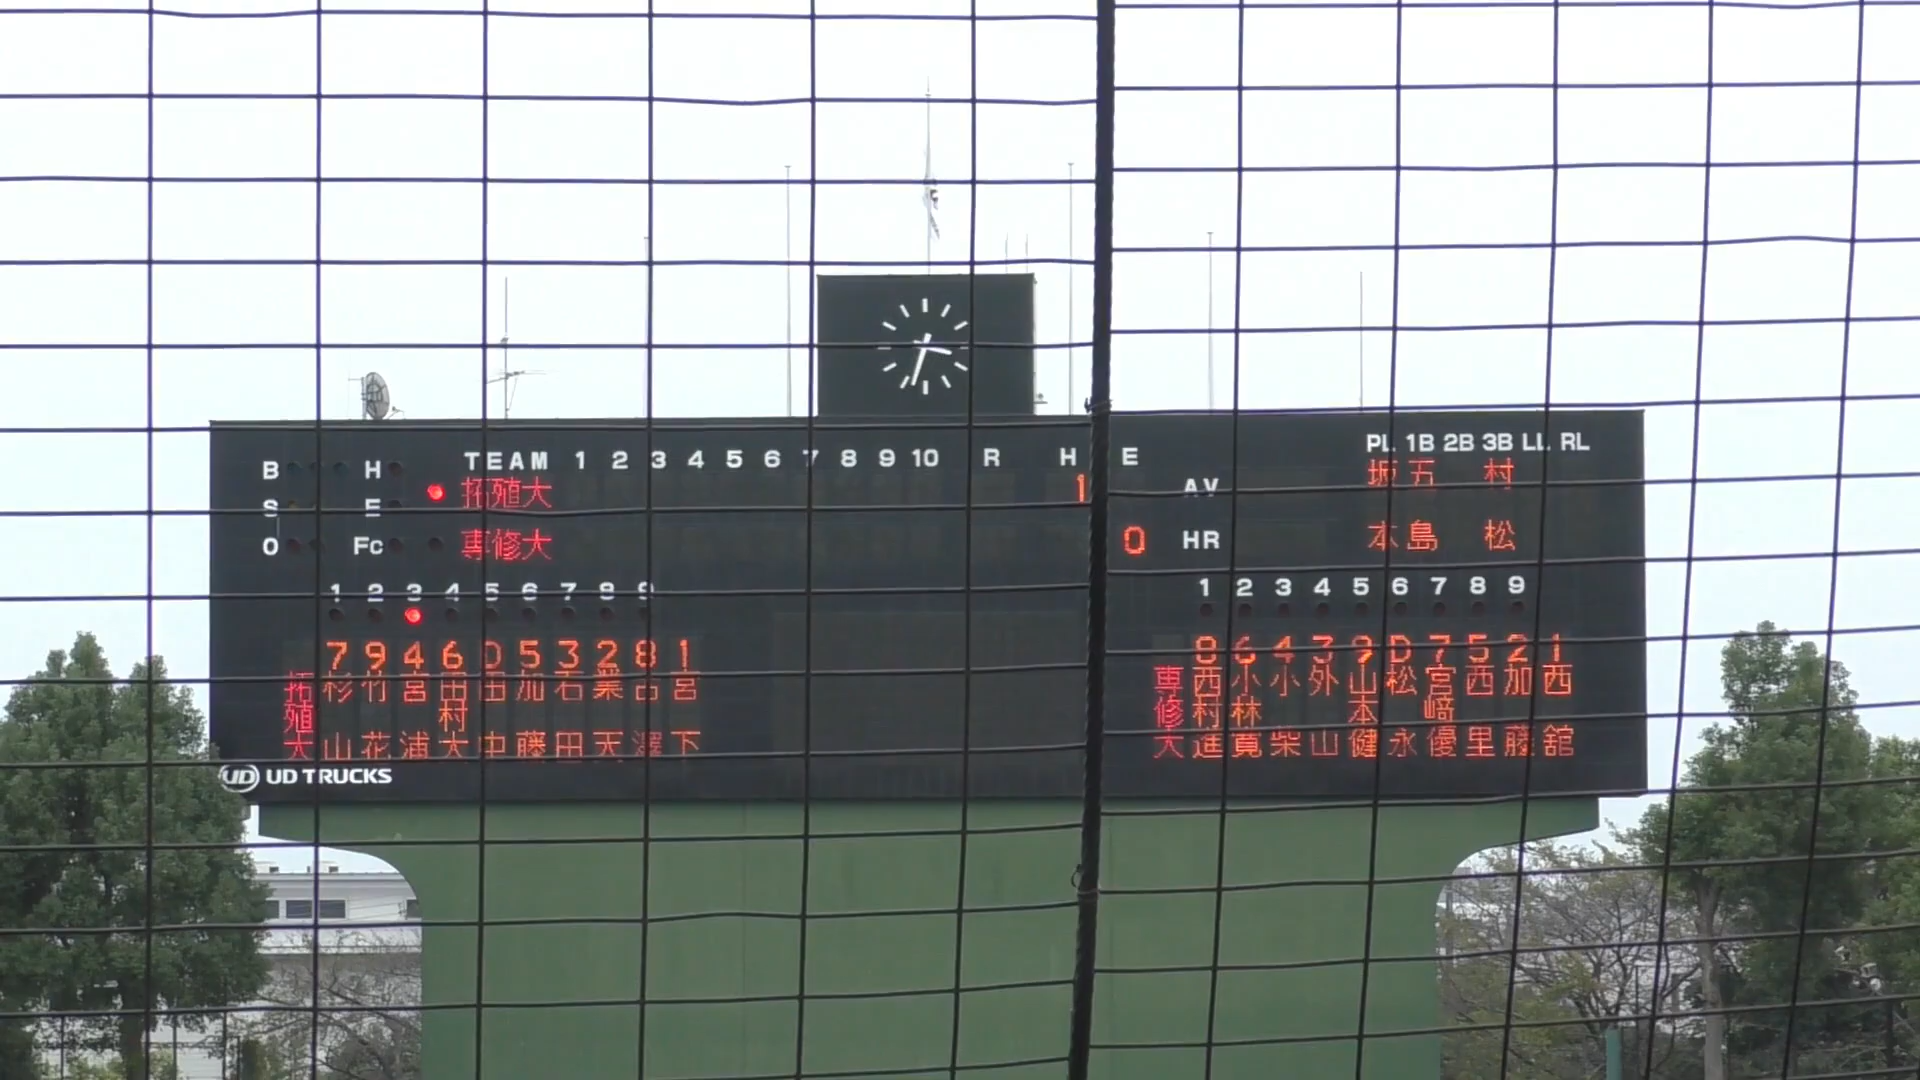 TEAM 1 2 3 4 5 6 7 8 9 10 R H E
PL 1B 2B 3B LL RL
B H
拓殖大 1
AV 坂 五 村
S E
O Fc 専修大 0
HR 本 島 松
1 2 3 4 5 6 7 8 9
7 9 4 6 D 5 3 2 8 1
拓殖大 杉山 竹花 宮浦 田村大 田中 加藤 石田 業天 古澤 宮下
UD UD TRUCKS
1 2 3 4 5 6 7 8 9
8 6 4 3 9 D 7 5 2 1
専修大 西村進 小林寛 小柴 外山 山本健 松永 宮﨑優 西里 加藤 西舘